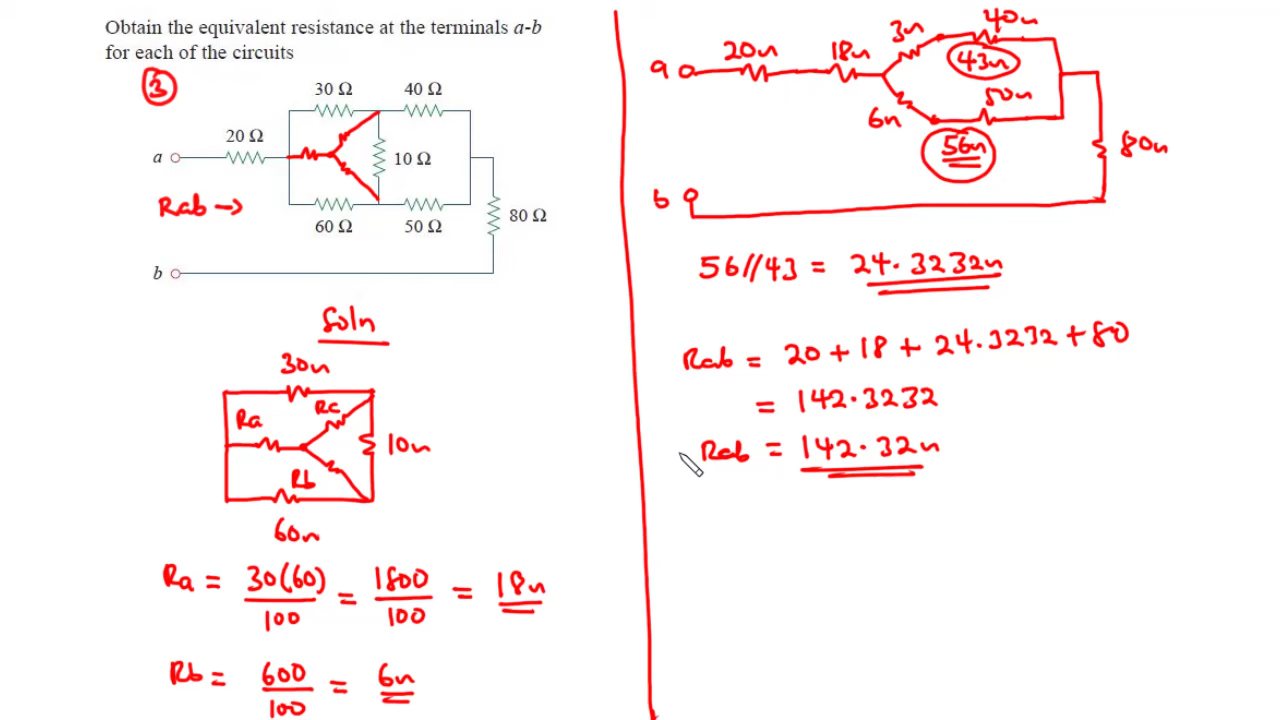 Obtain the equivalent resistance at the terminals a-b
for each of the circuits
3
30 Ω 40 Ω
20 Ω
a
10 Ω
Rab →
60 Ω 50 Ω
80 Ω
b
Soln
30Ω
Ra Rc
10Ω
Rb
60Ω
Ra = 30(60)/100 = 1800/100 = 18Ω
Rb = 600/100 = 6Ω
a 20Ω 18Ω 3Ω 40Ω
43Ω
6Ω 50Ω
56Ω
80Ω
b
56//43 = 24.3232Ω
Rab = 20 + 18 + 24.3232 + 80
= 142.3232
Rab = 142.32Ω